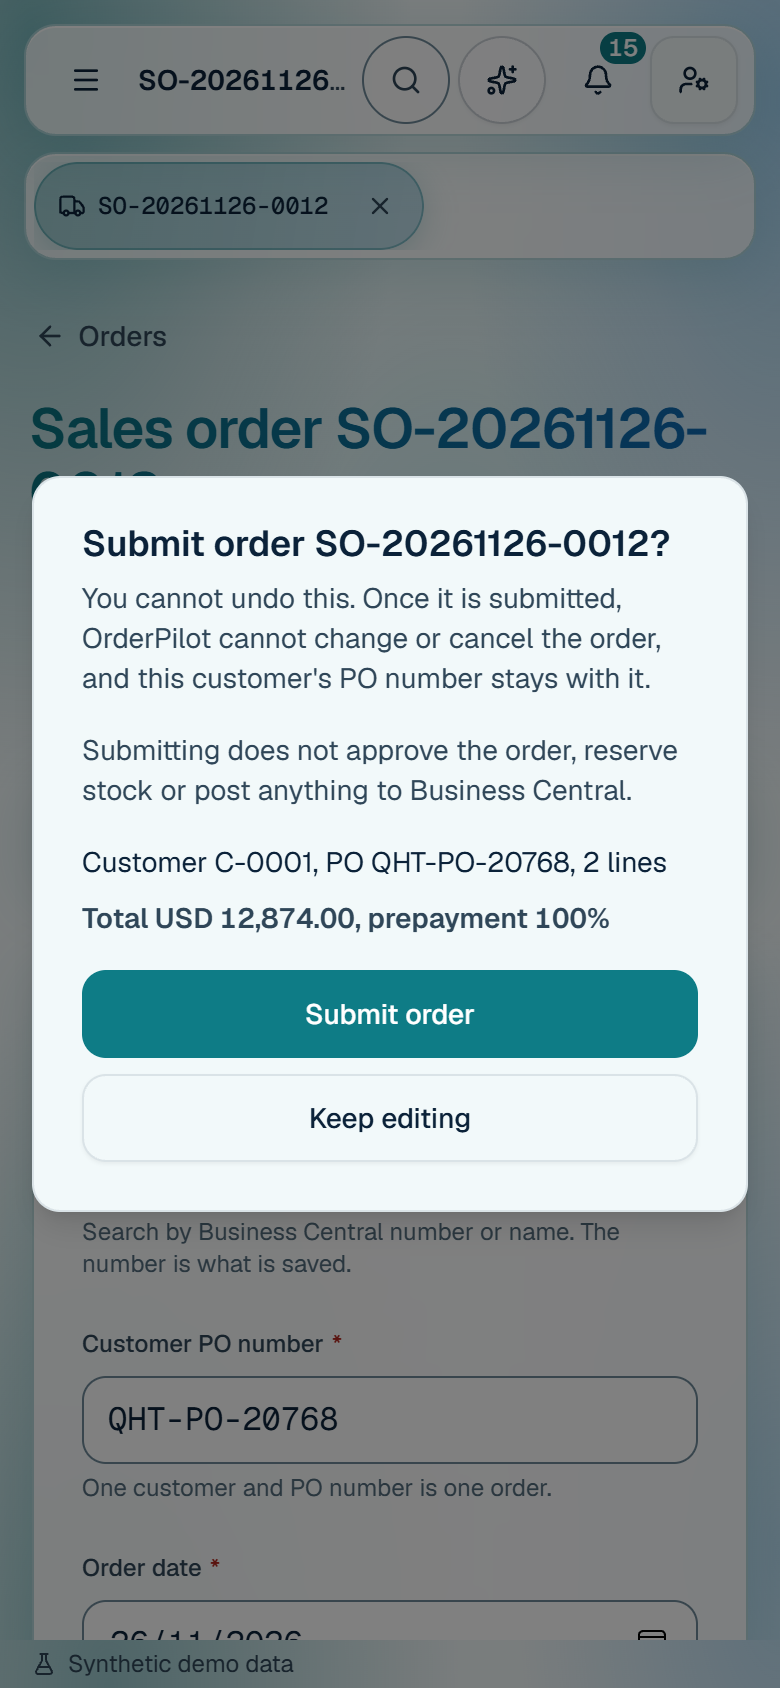 SO-20261126...
15
SO-20261126-0012
Orders
Sales order SO-20261126-
Submit order SO-20261126-0012?
You cannot undo this. Once it is submitted,
OrderPilot cannot change or cancel the order,
and this customer's PO number stays with it.
Submitting does not approve the order, reserve
stock or post anything to Business Central.
Customer C-0001, PO QHT-PO-20768, 2 lines
Total USD 12,874.00, prepayment 100%
Submit order
Keep editing
Search by Business Central number or name. The
number is what is saved.
Customer PO number *
QHT-PO-20768
One customer and PO number is one order.
Order date *
26/11/2026
Synthetic demo data